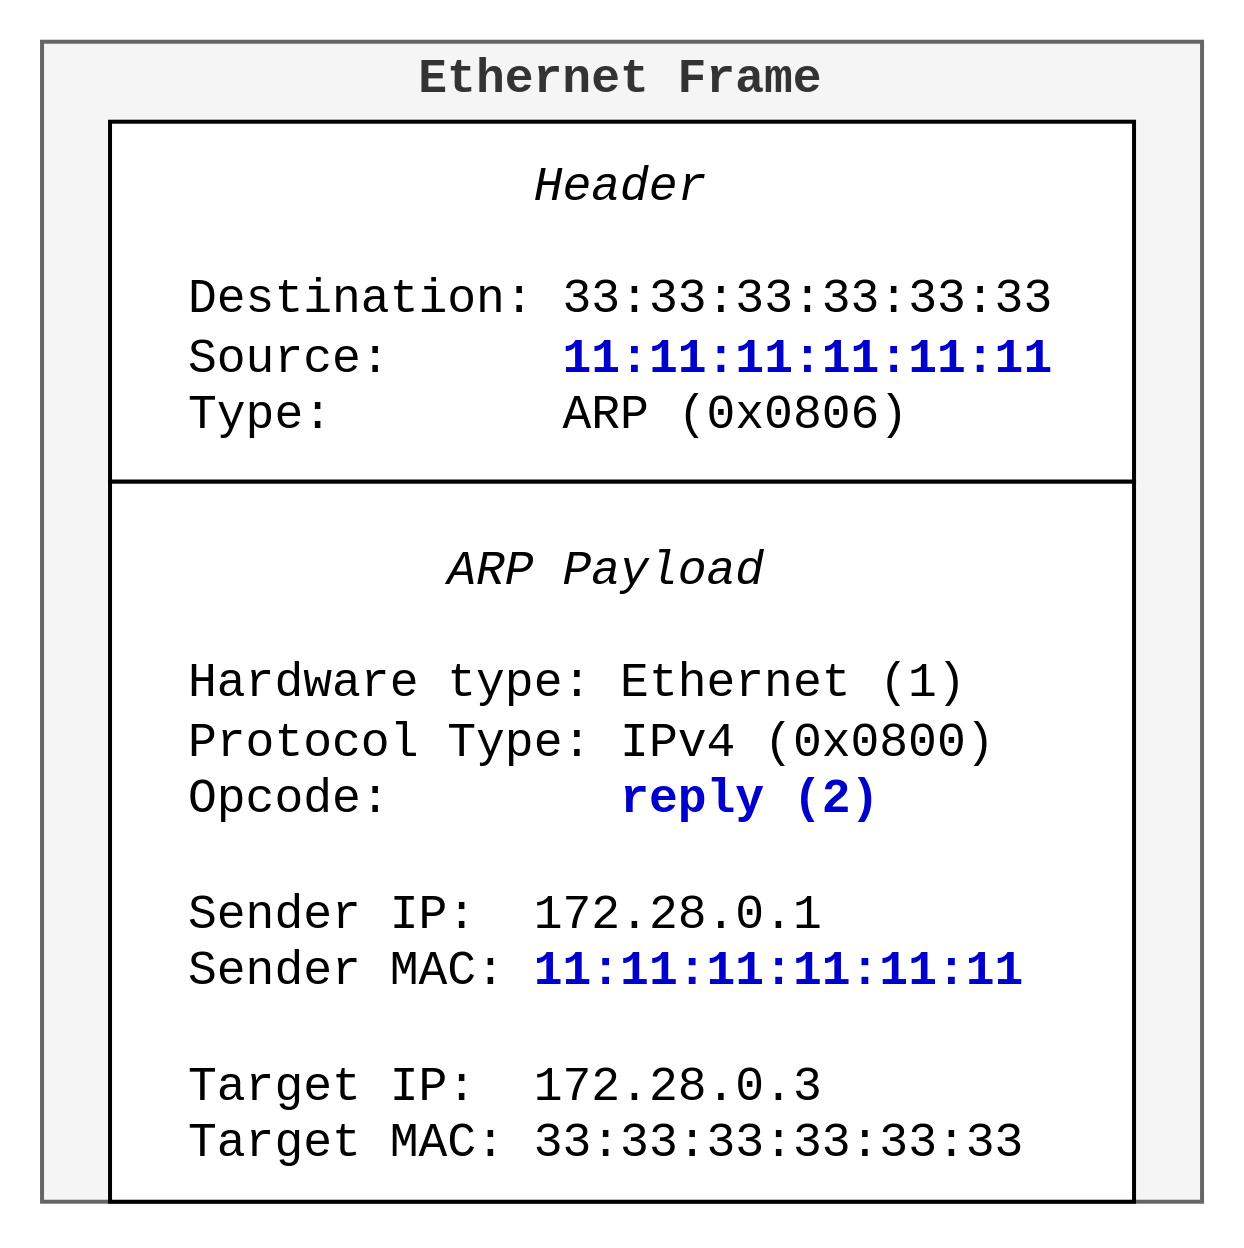 Ethernet Frame
Header
Destination: 33:33:33:33:33:33
Source: 11:11:11:11:11:11
Type: ARP (0x0806)
ARP Payload
Hardware type: Ethernet (1)
Protocol Type: IPv4 (0x0800)
Opcode: reply (2)
Sender IP: 172.28.0.1
Sender MAC: 11:11:11:11:11:11
Target IP: 172.28.0.3
Target MAC: 33:33:33:33:33:33